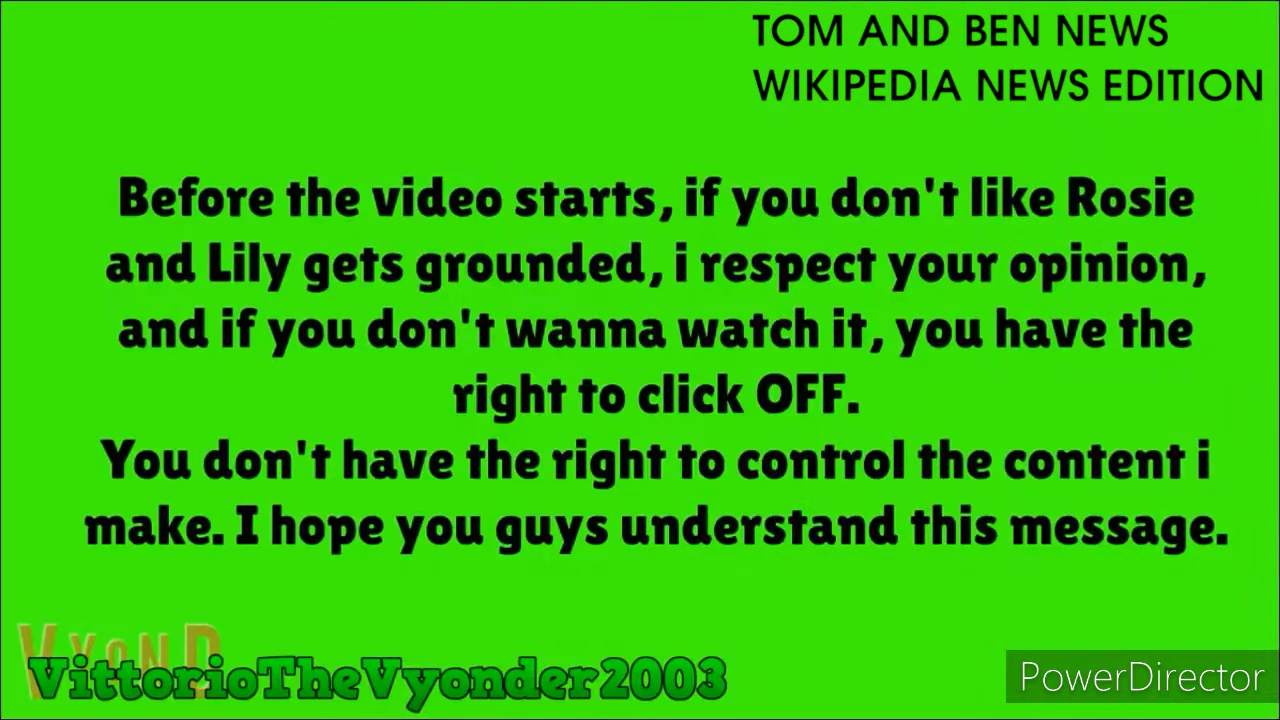 TOM AND BEN NEWS
WIKIPEDIA NEWS EDITION
Before the video starts, if you don't like Rosie
and Lily gets grounded, i respect your opinion,
and if you don't wanna watch it, you have the
right to click OFF.
You don't have the right to control the content i
make. I hope you guys understand this message.
VYOND
VittorioTheVyonder2003
PowerDirector